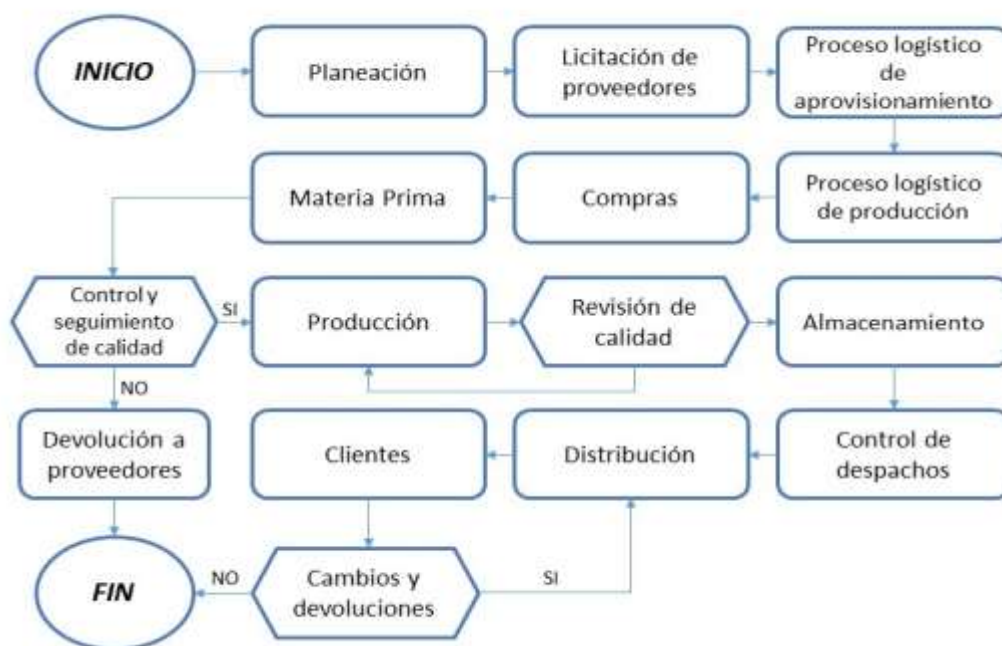 INICIO
Planeación
Licitación de
proveedores
Proceso logístico
de
aprovisionamiento
Proceso logístico
de producción
Compras
Materia Prima
Control y
seguimiento
de calidad
SI
Producción
Revisión de
calidad
Almacenamiento
NO
Devolución a
proveedores
Clientes
Distribución
Control de
despachos
FIN
NO
Cambios y
devoluciones
SI